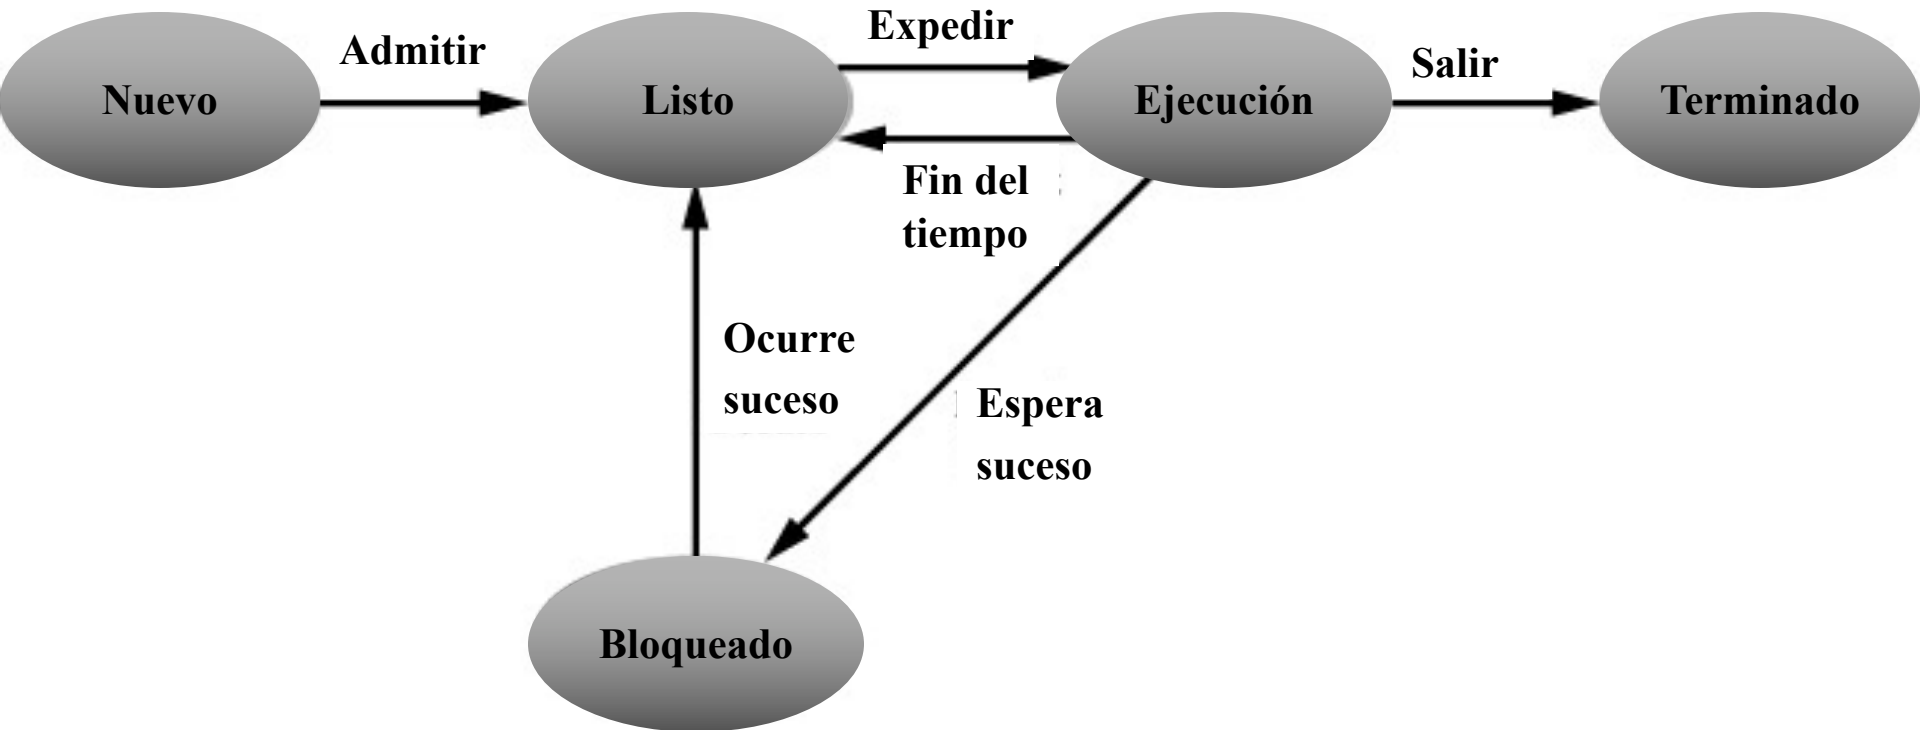 Nuevo
Admitir
Listo
Expedir
Ejecución
Salir
Terminado
Fin del
tiempo
Ocurre
suceso
Espera
suceso
Bloqueado